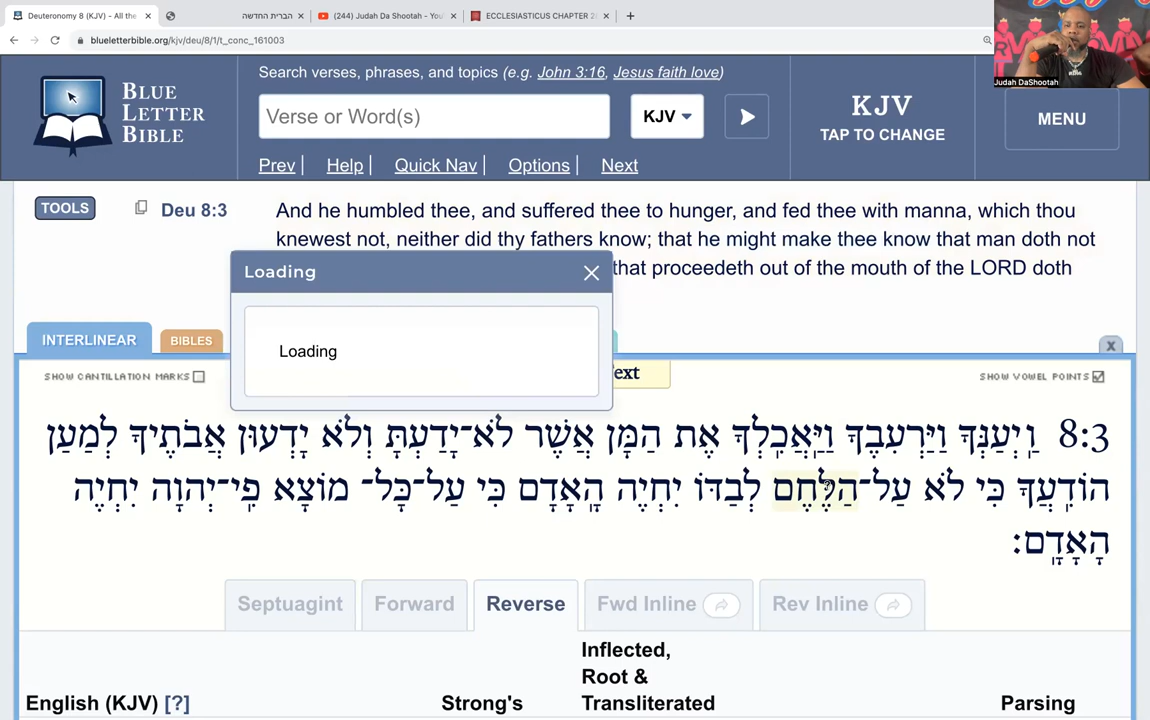 Deuteronomy 8 (KJV) - All the
הברית החדשה
(244) Judah Da Shootah - You
ECCLESIASTICUS CHAPTER 2
blueletterbible.org/kjv/deu/8/1/t_conc_161003
KING
Judah DaShootah
BLUE
LETTER
BIBLE
Search verses, phrases, and topics (e.g. John 3:16, Jesus faith love)
Verse or Word(s)
KJV
Prev | Help | Quick Nav | Options | Next
KJV
TAP TO CHANGE
MENU
TOOLS
Deu 8:3
And he humbled thee, and suffered thee to hunger, and fed thee with manna, which thou
knewest not, neither did thy fathers know; that he might make thee know that man doth not
that proceedeth out of the mouth of the LORD doth
Loading
Loading
INTERLINEAR
BIBLES
x
SHOW CANTILLATION MARKS
ext
SHOW VOWEL POINTS
8:3 וַיְעַנְּךָ וַיַּרְעִבֶךָ וַיַּאֲכִלְךָ אֶת הַמָּן אֲשֶׁר לֹא־יָדַעְתָּ וְלֹא יָדְעוּן אֲבֹתֶיךָ לְמַעַן
הוֹדִעֲךָ כִּי לֹא עַל־הַלֶּחֶם לְבַדּוֹ יִחְיֶה הָאָדָם כִּי עַל־כָּל־ מוֹצָא פִי־יְהוָה יִחְיֶה
הָאָדָם׃
Septuagint
Forward
Reverse
Fwd Inline
Rev Inline
English (KJV) [?]
Strong's
Inflected,
Root &
Transliterated
Parsing